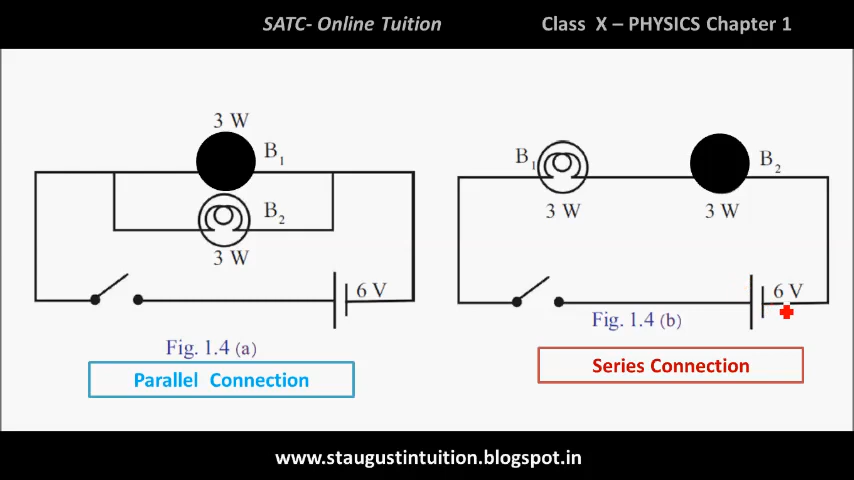 SATC- Online Tuition
Class X – PHYSICS Chapter 1
3 W
B1
B2
3 W
6 V
Fig. 1.4 (a)
Parallel Connection
B1
B2
3 W
3 W
6 V
Fig. 1.4 (b)
Series Connection
www.staugustintuition.blogspot.in